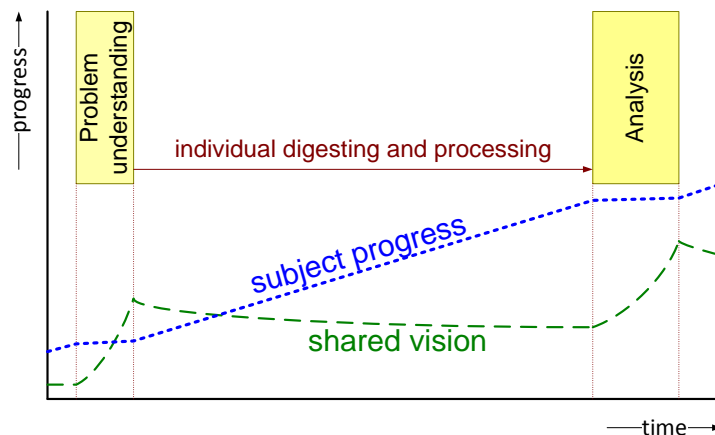 progress
Problem
understanding
Analysis
individual digesting and processing
subject progress
shared vision
time